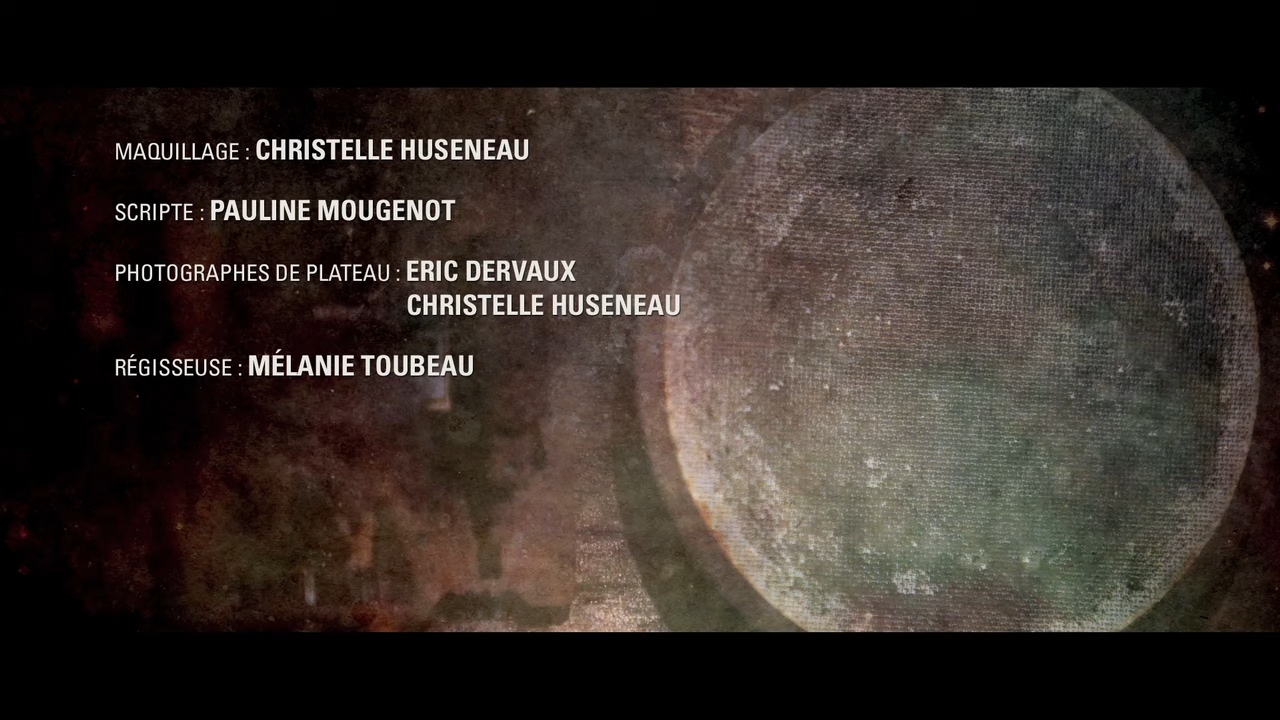 MAQUILLAGE : CHRISTELLE HUSENEAU
SCRIPTE : PAULINE MOUGENOT
PHOTOGRAPHES DE PLATEAU : ERIC DERVAUX
CHRISTELLE HUSENEAU
RÉGISSEUSE : MÉLANIE TOUBEAU